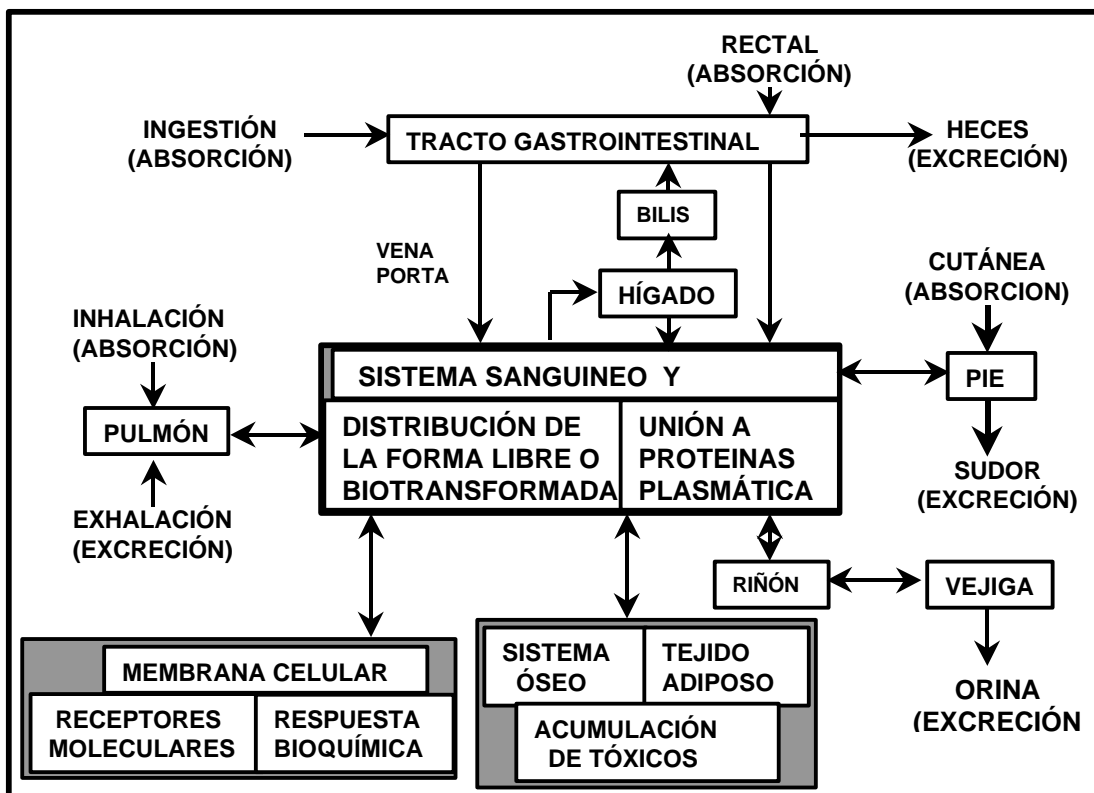 RECTAL
(ABSORCIÓN)
INGESTIÓN
(ABSORCIÓN)
TRACTO GASTROINTESTINAL
HECES
(EXCRECIÓN)
BILIS
VENA
PORTA
HÍGADO
CUTÁNEA
(ABSORCION)
INHALACIÓN
(ABSORCIÓN)
SISTEMA SANGUINEO Y
PIE
PULMÓN
DISTRIBUCIÓN DE
LA FORMA LIBRE O
BIOTRANSFORMADA
UNIÓN A
PROTEINAS
PLASMÁTICA
SUDOR
(EXCRECIÓN)
EXHALACIÓN
(EXCRECIÓN)
RIÑÓN
VEJIGA
MEMBRANA CELULAR
RECEPTORES
MOLECULARES
RESPUESTA
BIOQUÍMICA
SISTEMA
ÓSEO
TEJIDO
ADIPOSO
ACUMULACIÓN
DE TÓXICOS
ORINA
(EXCRECIÓN